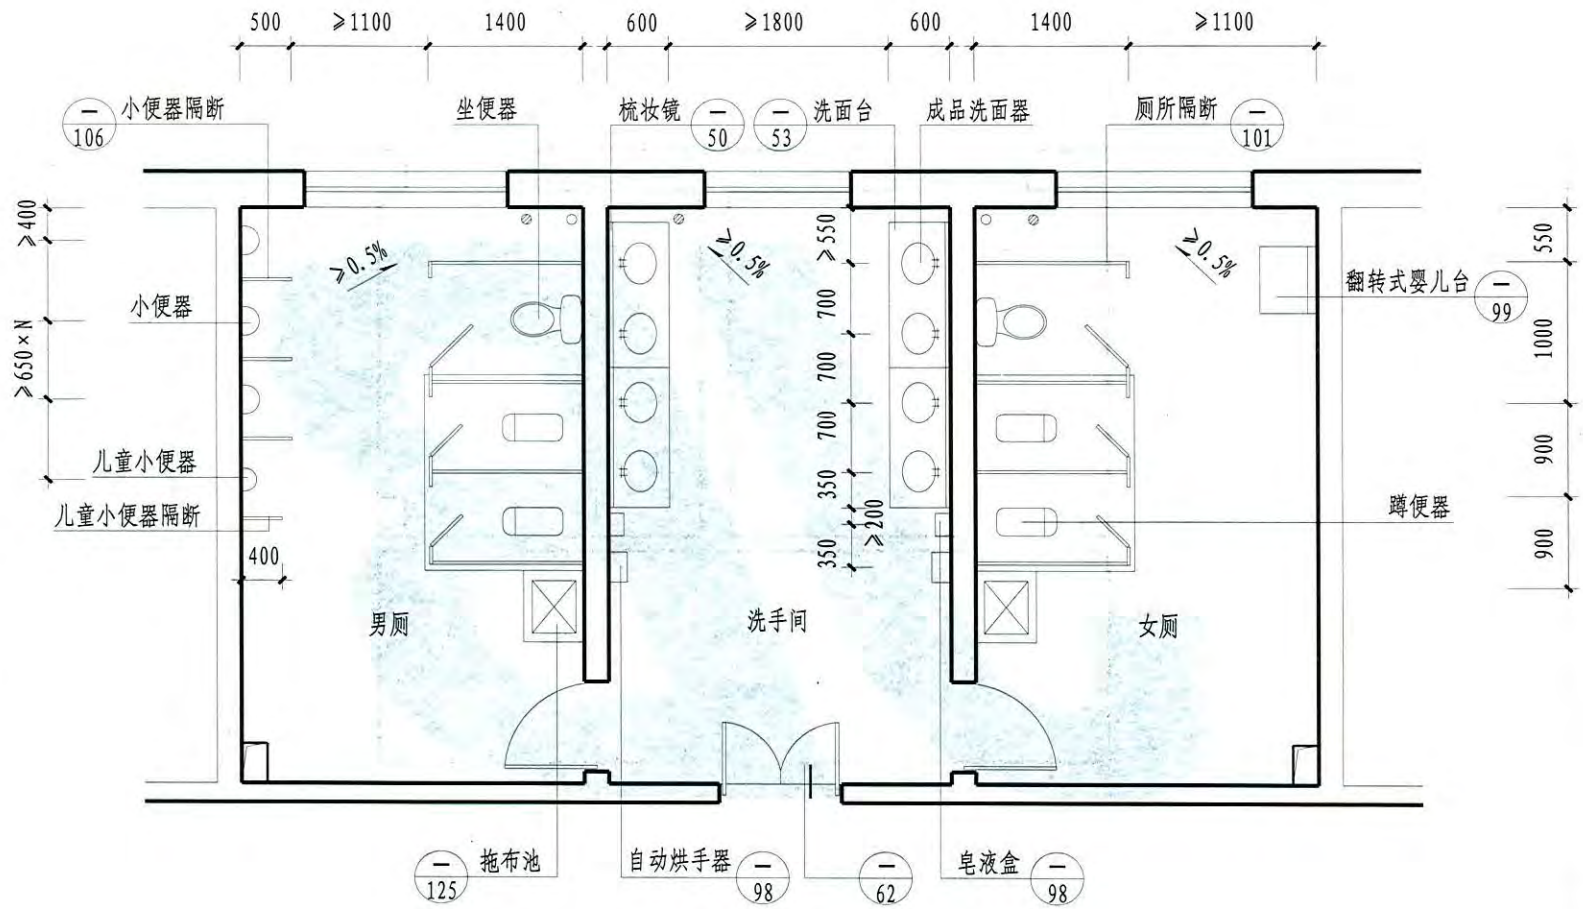 500 ≥1100 1400 600 ≥1800 600 1400 ≥1100
小便器隔断 — 106
坐便器
梳妆镜 — 50
— 53 洗面台
成品洗面器
厕所隔断 — 101
≥400
≥0.5%
≥0.5%
≥550
≥0.5%
550
翻转式婴儿台 — 99
小便器
≥650×N
700
1000
700
700
900
儿童小便器
350
儿童小便器隔断
≥200
蹲便器
400
350
900
男厕
洗手间
女厕
— 125 拖布池
自动烘手器 — 98
— 62
皂液盒 — 98